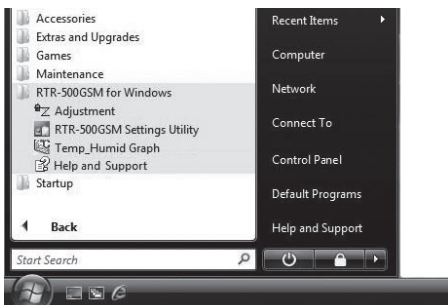 Accessories
Extras and Upgrades
Games
Maintenance
RTR-500GSM for Windows
Adjustment
RTR-500GSM Settings Utility
Temp_Humid Graph
Help and Support
Startup
Back
Start Search
Recent Items
Computer
Network
Connect To
Control Panel
Default Programs
Help and Support